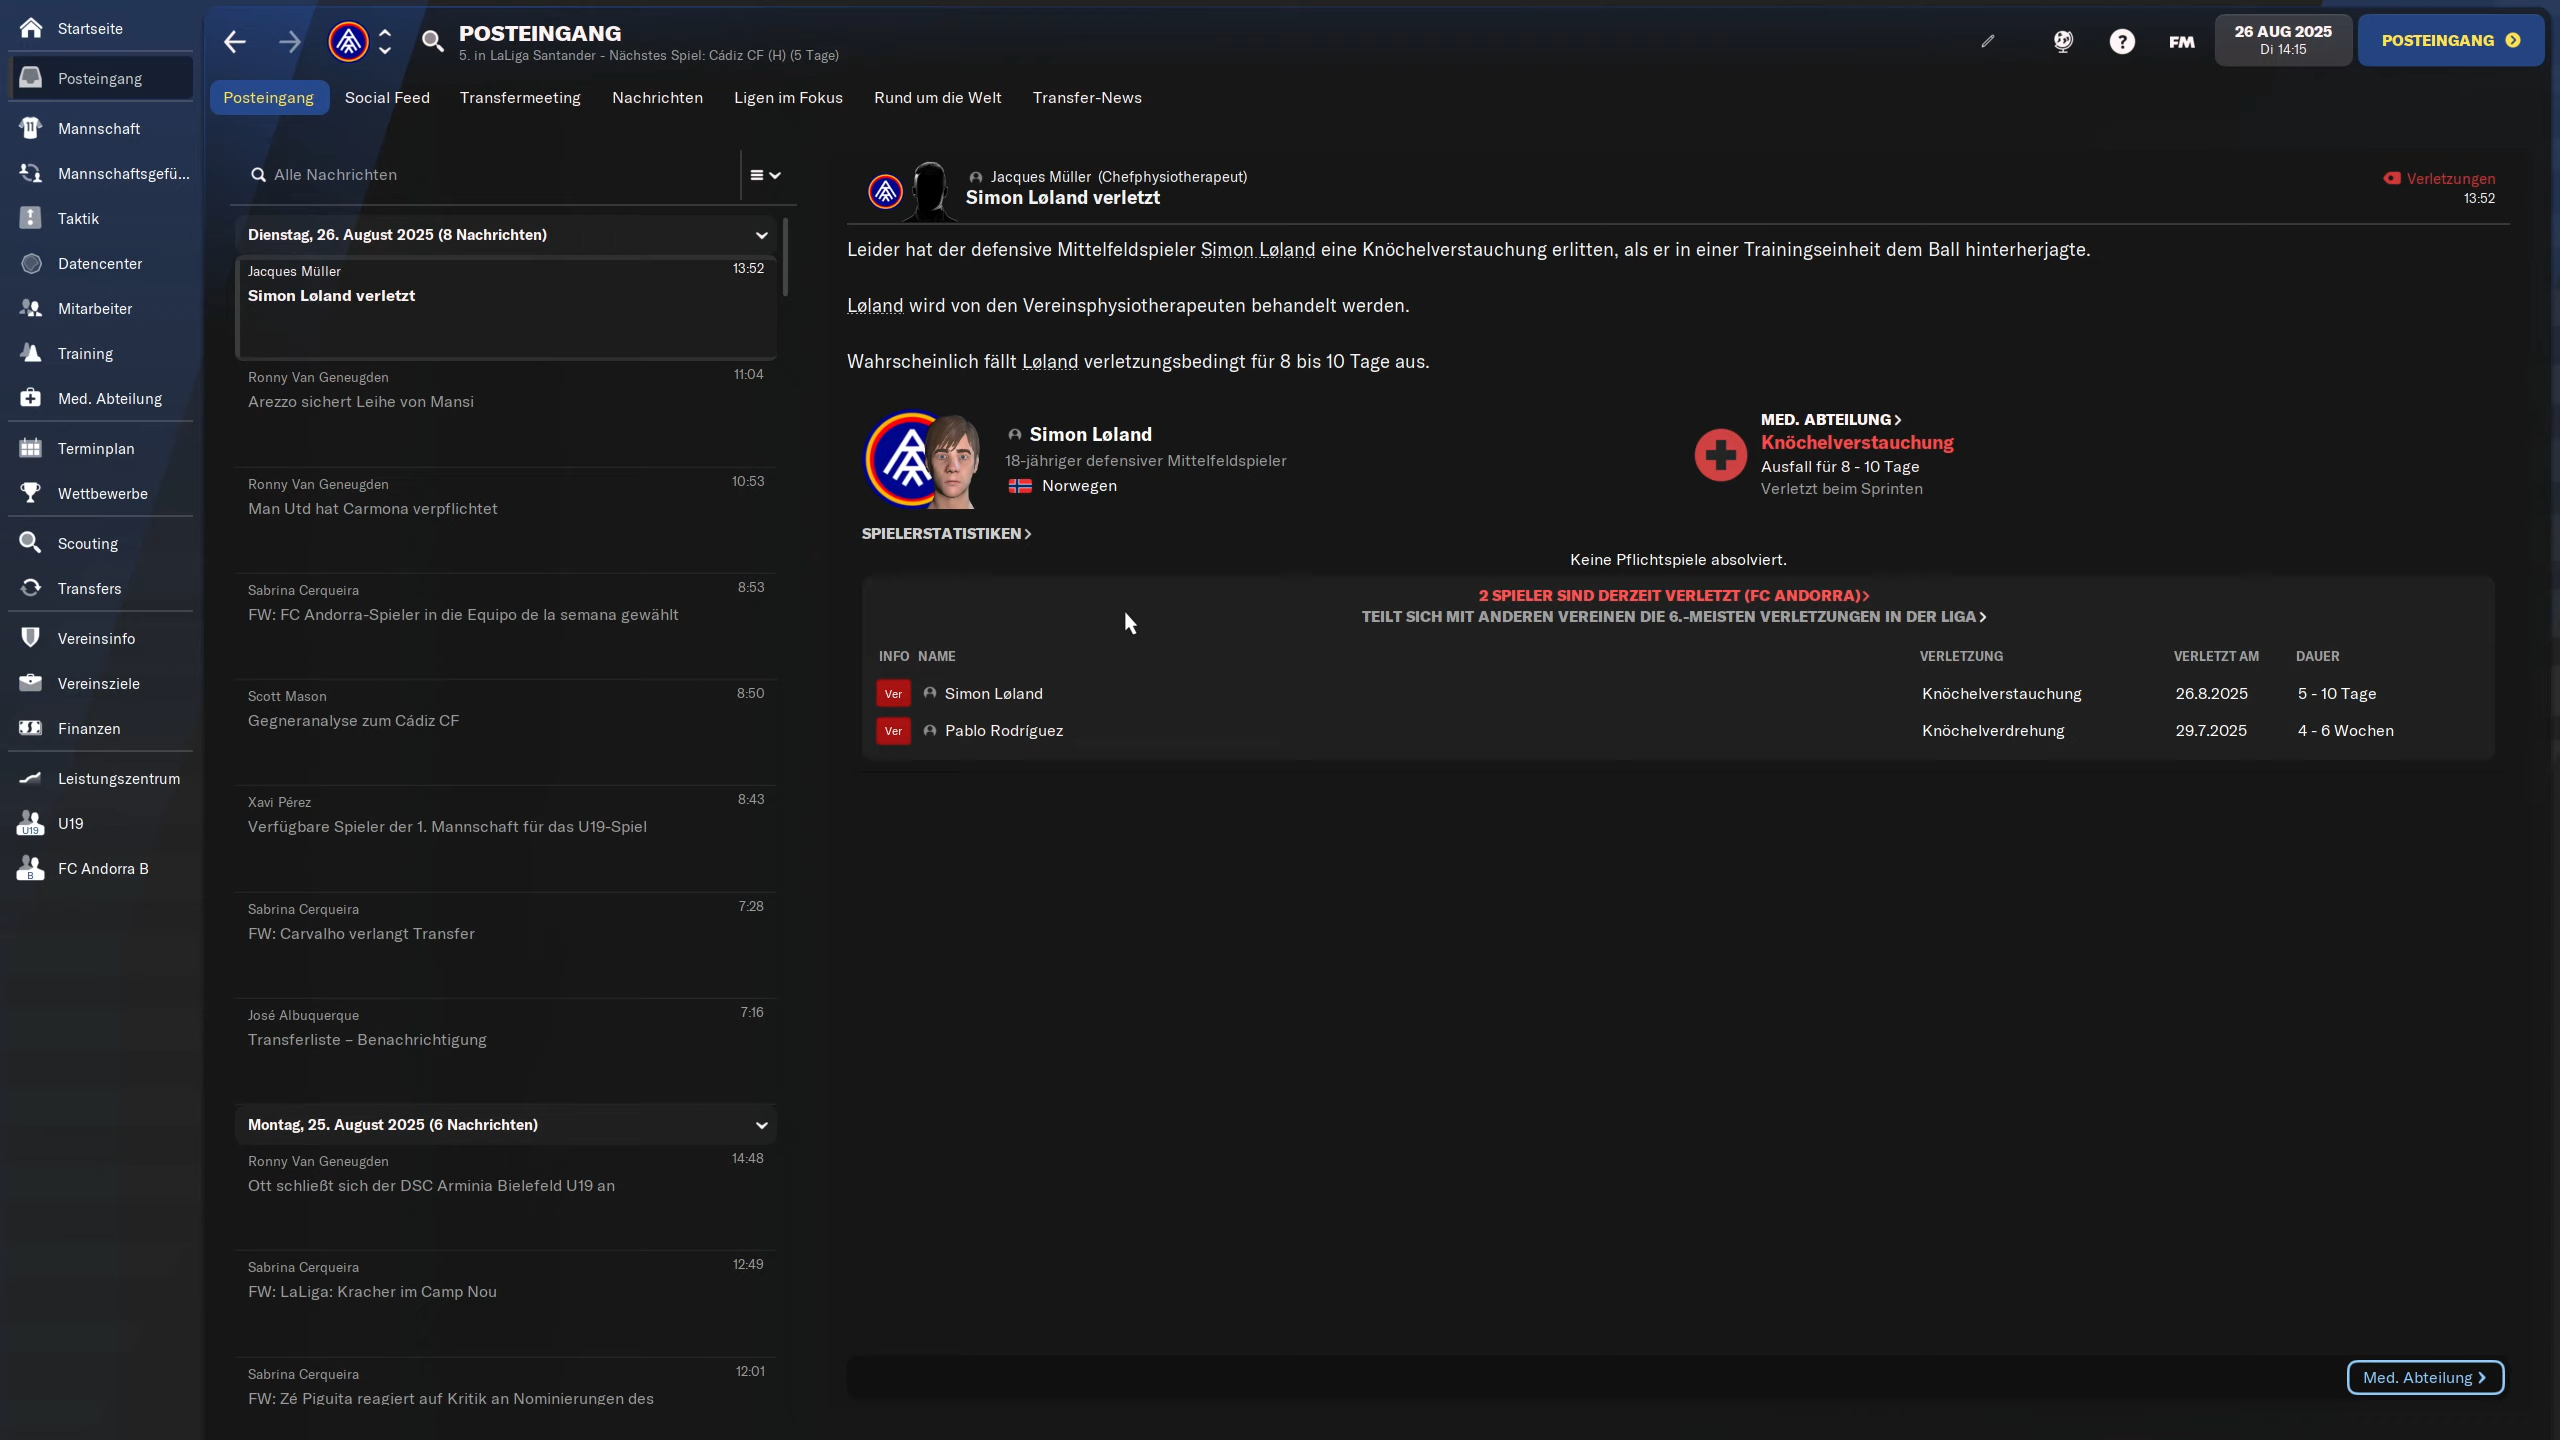 Startseite
Posteingang
Mannschaft
Mannschaftsgefü...
Taktik
Datencenter
Mitarbeiter
Training
Med. Abteilung
Terminplan
Wettbewerbe
Scouting
Transfers
Vereinsinfo
Vereinsziele
Finanzen
Leistungszentrum
U19
U19
B
FC Andorra B
POSTEINGANG
5. in LaLiga Santander - Nächstes Spiel: Cádiz CF (H) (5 Tage)
FM
26 AUG 2025
Di 14:15
POSTEINGANG
Posteingang Social Feed Transfermeeting Nachrichten Ligen im Fokus Rund um die Welt Transfer-News
Alle Nachrichten
Dienstag, 26. August 2025 (8 Nachrichten)
Jacques Müller 13:52
Simon Løland verletzt
Ronny Van Geneugden 11:04
Arezzo sichert Leihe von Mansi
Ronny Van Geneugden 10:53
Man Utd hat Carmona verpflichtet
Sabrina Cerqueira 8:53
FW: FC Andorra-Spieler in die Equipo de la semana gewählt
Scott Mason 8:50
Gegneranalyse zum Cádiz CF
Xavi Pérez 8:43
Verfügbare Spieler der 1. Mannschaft für das U19-Spiel
Sabrina Cerqueira 7:28
FW: Carvalho verlangt Transfer
José Albuquerque 7:16
Transferliste – Benachrichtigung
Montag, 25. August 2025 (6 Nachrichten)
Ronny Van Geneugden 14:48
Ott schließt sich der DSC Arminia Bielefeld U19 an
Sabrina Cerqueira 12:49
FW: LaLiga: Kracher im Camp Nou
Sabrina Cerqueira 12:01
FW: Zé Piguita reagiert auf Kritik an Nominierungen des
Jacques Müller (Chefphysiotherapeut)
Simon Løland verletzt
Verletzungen
13:52
Leider hat der defensive Mittelfeldspieler Simon Løland eine Knöchelverstauchung erlitten, als er in einer Trainingseinheit dem Ball hinterherjagte.
Løland wird von den Vereinsphysiotherapeuten behandelt werden.
Wahrscheinlich fällt Løland verletzungsbedingt für 8 bis 10 Tage aus.
Simon Løland
18-jähriger defensiver Mittelfeldspieler
Norwegen
MED. ABTEILUNG
Knöchelverstauchung
Ausfall für 8 - 10 Tage
Verletzt beim Sprinten
SPIELERSTATISTIKEN
Keine Pflichtspiele absolviert.
2 SPIELER SIND DERZEIT VERLETZT (FC ANDORRA)
TEILT SICH MIT ANDEREN VEREINEN DIE 6.-MEISTEN VERLETZUNGEN IN DER LIGA
INFO NAME VERLETZUNG VERLETZT AM DAUER
Ver Simon Løland Knöchelverstauchung 26.8.2025 5 - 10 Tage
Ver Pablo Rodríguez Knöchelverdrehung 29.7.2025 4 - 6 Wochen
Med. Abteilung